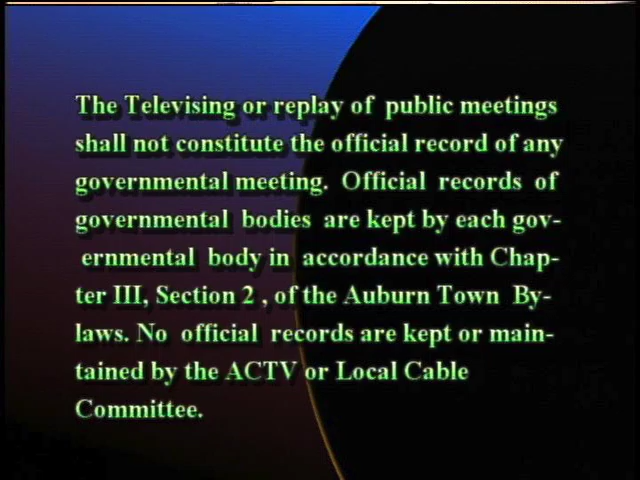 The Televising or replay of public meetings
shall not constitute the official record of any
governmental meeting. Official records of
governmental bodies are kept by each gov-
ernmental body in accordance with Chap-
ter III, Section 2 , of the Auburn Town By-
laws. No official records are kept or main-
tained by the ACTV or Local Cable
Committee.